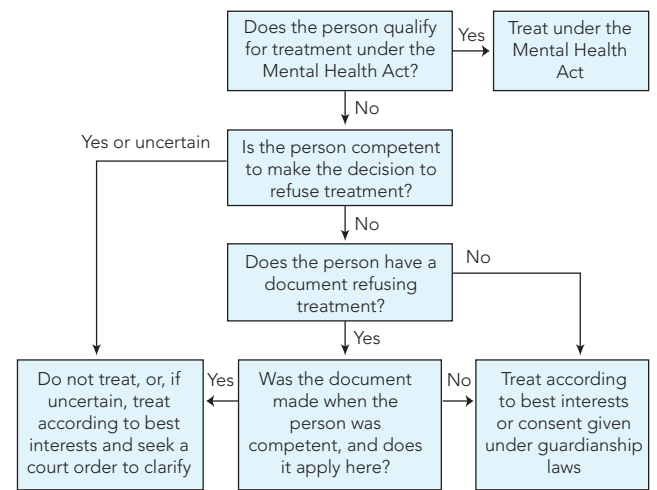 Does the person qualify
for treatment under the
Mental Health Act?
Yes
Treat under the
Mental Health
Act
No
Yes or uncertain
Is the person competent
to make the decision to
refuse treatment?
No
Does the person have a
document refusing
treatment?
No
Yes
Do not treat, or, if
uncertain, treat
according to best
interests and seek a
court order to clarify
Yes
Was the document
made when the
person was
competent, and does
it apply here?
No
Treat according
to best interests
or consent given
under guardianship
laws